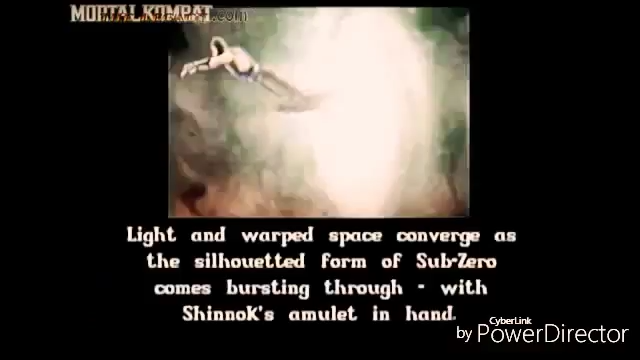 MORTAL KOMBAT
.com
Light and warped space converge as
the silhouetted form of Sub-Zero
comes bursting through - with
Shinnok's amulet in hand.
CyberLink
by PowerDirector